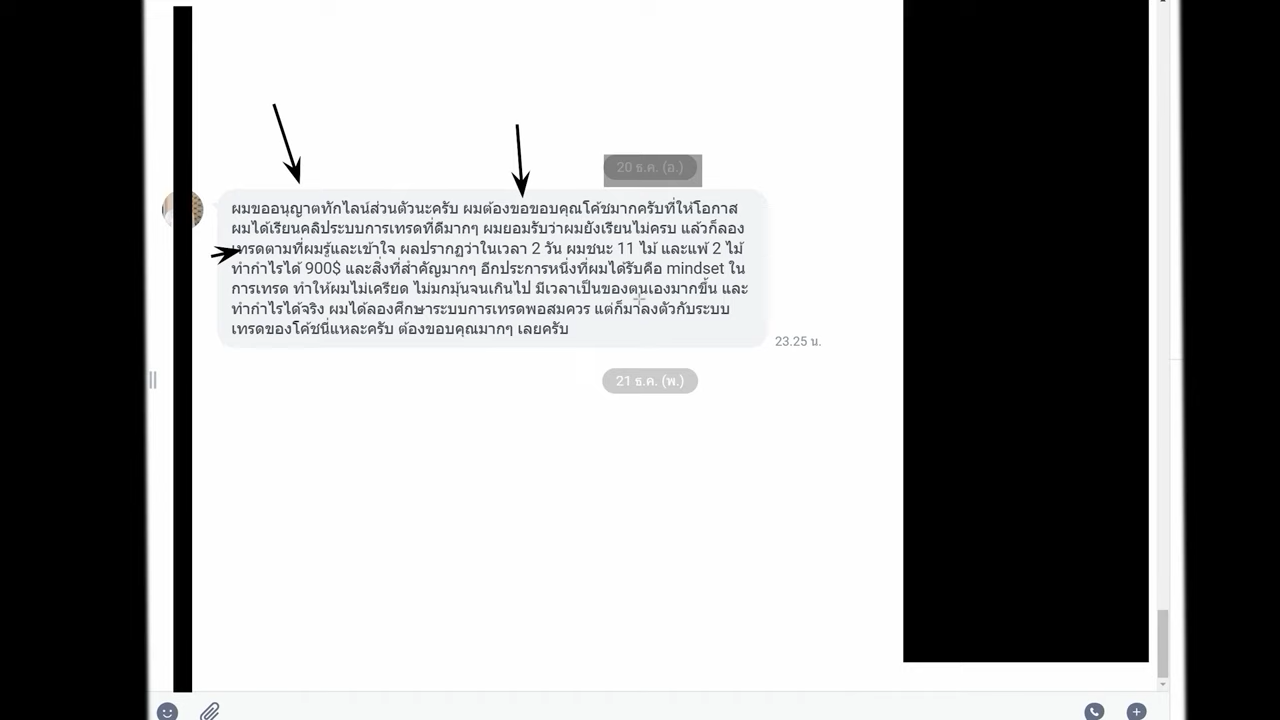 20 ธ.ค. (อ.)
ผมขออนุญาตทักไลน์ส่วนตัวนะครับ ผมต้องขอขอบคุณโค้ชมากครับที่ให้โอกาส
ผมได้เรียนคลิประบบการเทรดที่ดีมากๆ ผมยอมรับว่าผมยังเรียนไม่ครบ แล้วก็ลอง
เทรดตามที่ผมรู้และเข้าใจ ผลปรากฏว่าในเวลา 2 วัน ผมชนะ 11 ไม้ และแพ้ 2 ไม้
ทำกำไรได้ 900$ และสิ่งที่สำคัญมากๆ อีกประการหนึ่งที่ผมได้รับคือ mindset ใน
การเทรด ทำให้ผมไม่เครียด ไม่มกมุ้นจนเกินไป มีเวลาเป็นของตนเองมากขึ้น และ
ทำกำไรได้จริง ผมได้ลองศึกษาระบบการเทรดพอสมควร แต่ก็มาลงตัวกับระบบ
เทรดของโค้ชนี่แหละครับ ต้องขอบคุณมากๆ เลยครับ
23.25 น.
21 ธ.ค. (พ.)